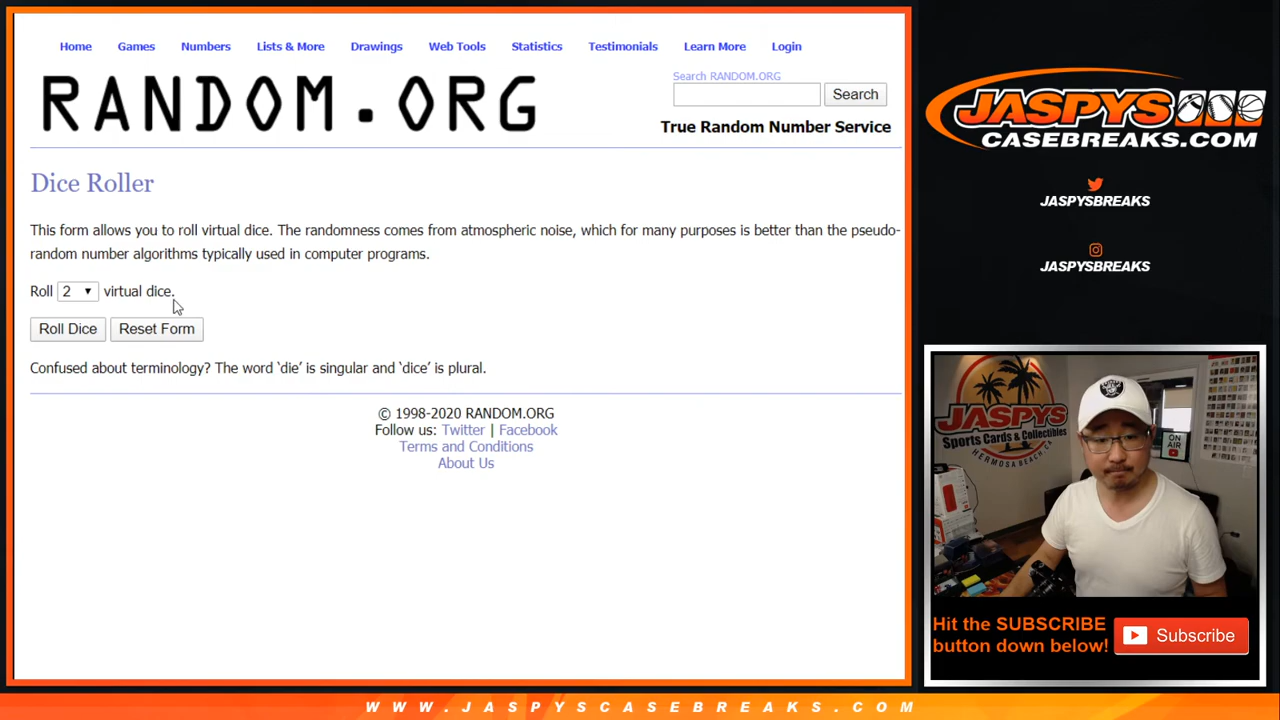 Home Games Numbers Lists & More Drawings Web Tools Statistics Testimonials Learn More Login
RANDOM.ORG
Search RANDOM.ORG
Search
True Random Number Service
Dice Roller
This form allows you to roll virtual dice. The randomness comes from atmospheric noise, which for many purposes is better than the pseudo-
random number algorithms typically used in computer programs.
Roll 2 virtual dice.
Roll Dice Reset Form
Confused about terminology? The word ‘die’ is singular and ‘dice’ is plural.
© 1998-2020 RANDOM.ORG
Follow us: Twitter | Facebook
Terms and Conditions
About Us
JASPYS
CASEBREAKS.COM
JASPYSBREAKS
JASPYSBREAKS
JASPYS
Sports Cards & Collectibles
HERMOSA BEACH, CA
ON
AIR
Hit the SUBSCRIBE
button down below!
Subscribe
WWW.JASPYSCASEBREAKS.COM